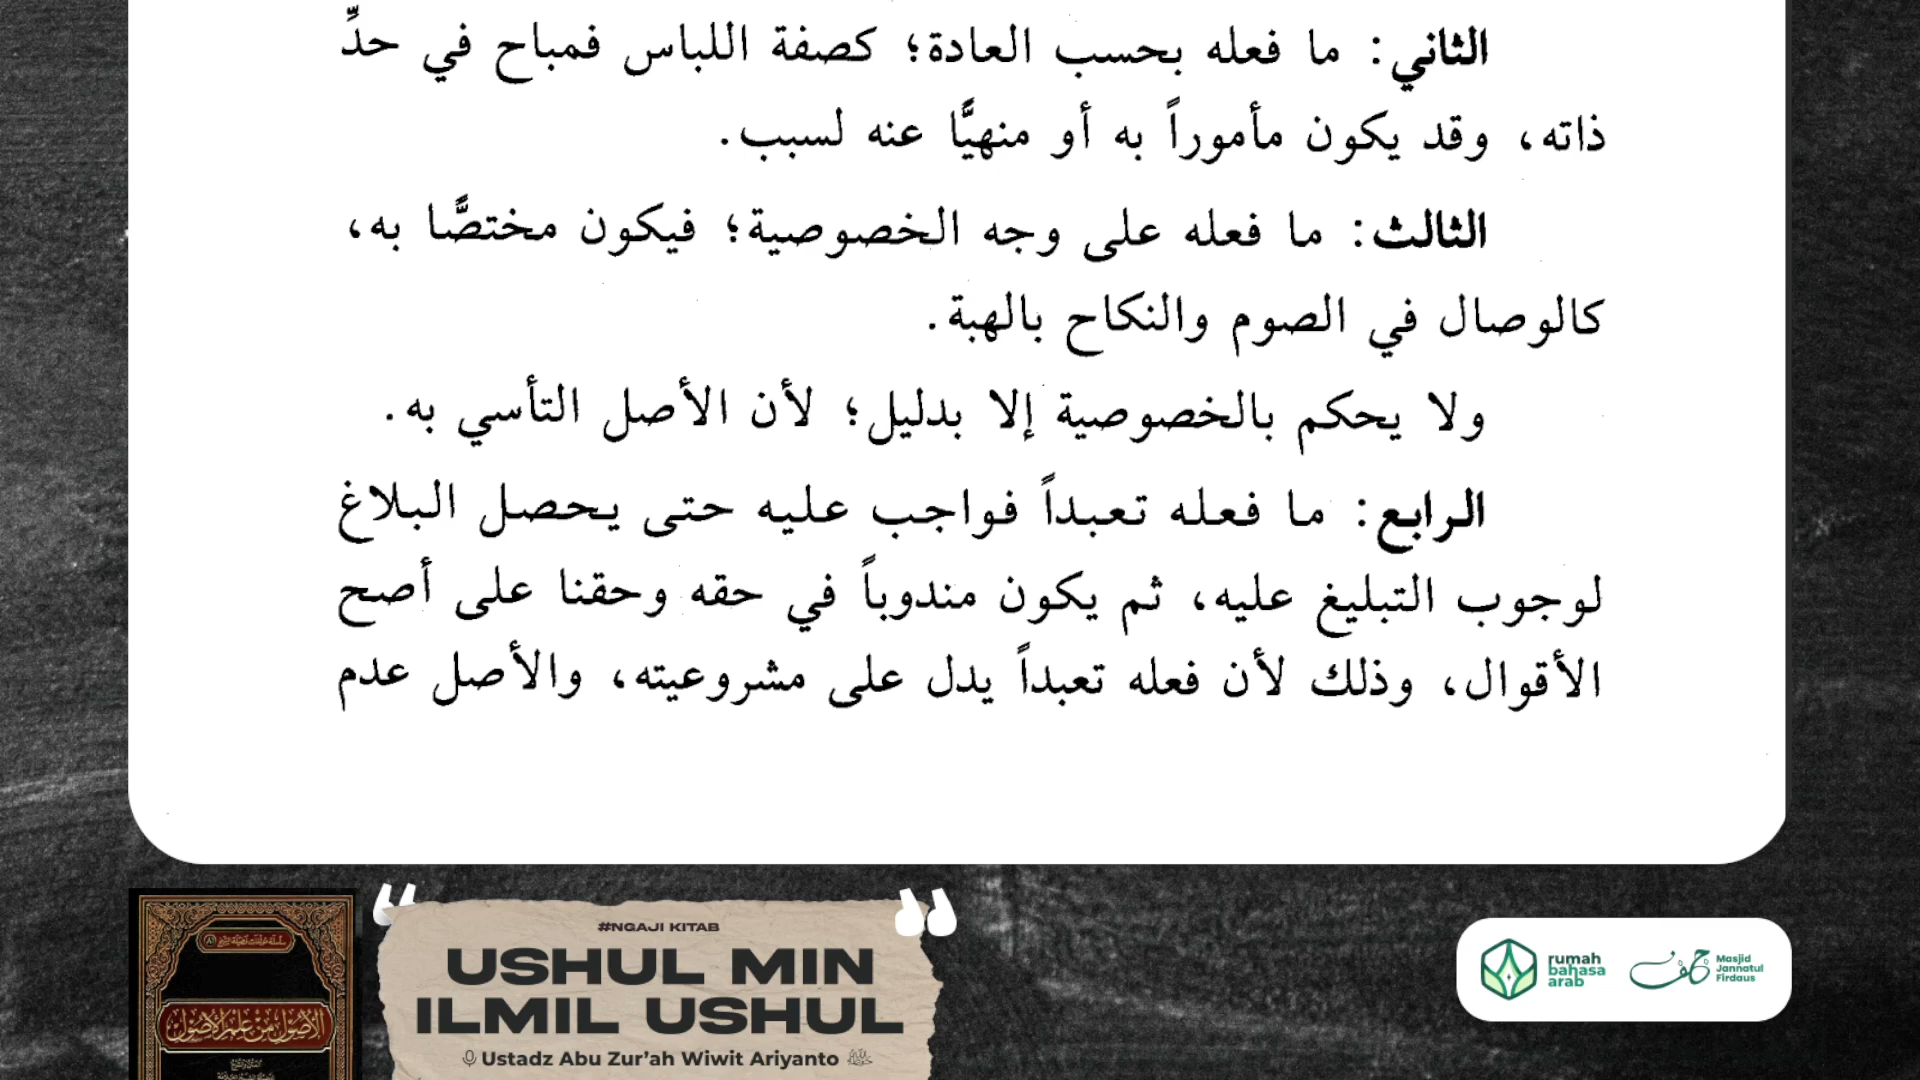 الثاني: ما فعله بحسب العادة؛ كصفة اللباس فمباح في حدِّ
ذاته، وقد يكون مأموراً به أو منهيًّا عنه لسبب.
الثالث: ما فعله على وجه الخصوصية؛ فيكون مختصًّا به،
كالوصال في الصوم والنكاح بالهبة.
ولا يحكم بالخصوصية إلا بدليل؛ لأن الأصل التأسي به.
الرابع: ما فعله تعبداً فواجب عليه حتى يحصل البلاغ
لوجوب التبليغ عليه، ثم يكون مندوباً في حقه وحقنا على أصح
الأقوال، وذلك لأن فعله تعبداً يدل على مشروعيته، والأصل عدم
الأصول من علم الأصول
#NGAJI KITAB
USHUL MIN
ILMIL USHUL
Ustadz Abu Zur'ah Wiwit Ariyanto
rumah
bahasa
arab
Masjid
Jannatul
Firdaus